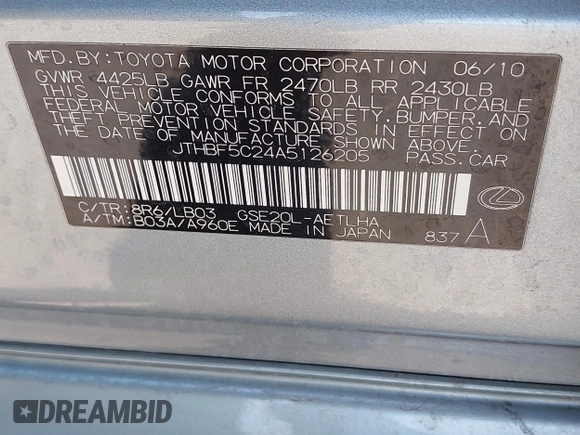 MFD.BY:TOYOTA MOTOR CORPORATION 06/10
GVWR 4425LB GAWR FR 2470LB RR 2430LB
THIS VEHICLE CONFORMS TO ALL APPLICABLE
FEDERAL MOTOR VEHICLE SAFETY,BUMPER,AND
THEFT PREVENTION STANDARDS IN EFFECT ON
THE DATE OF MANUFACTURE SHOWN ABOVE.
JTHBF5C24A5126205 PASS.CAR
C/TR:8R6/LB03 GSE20L-AETLHA
A/TM:B03A/A960E MADE IN JAPAN 837A
DREAMBID